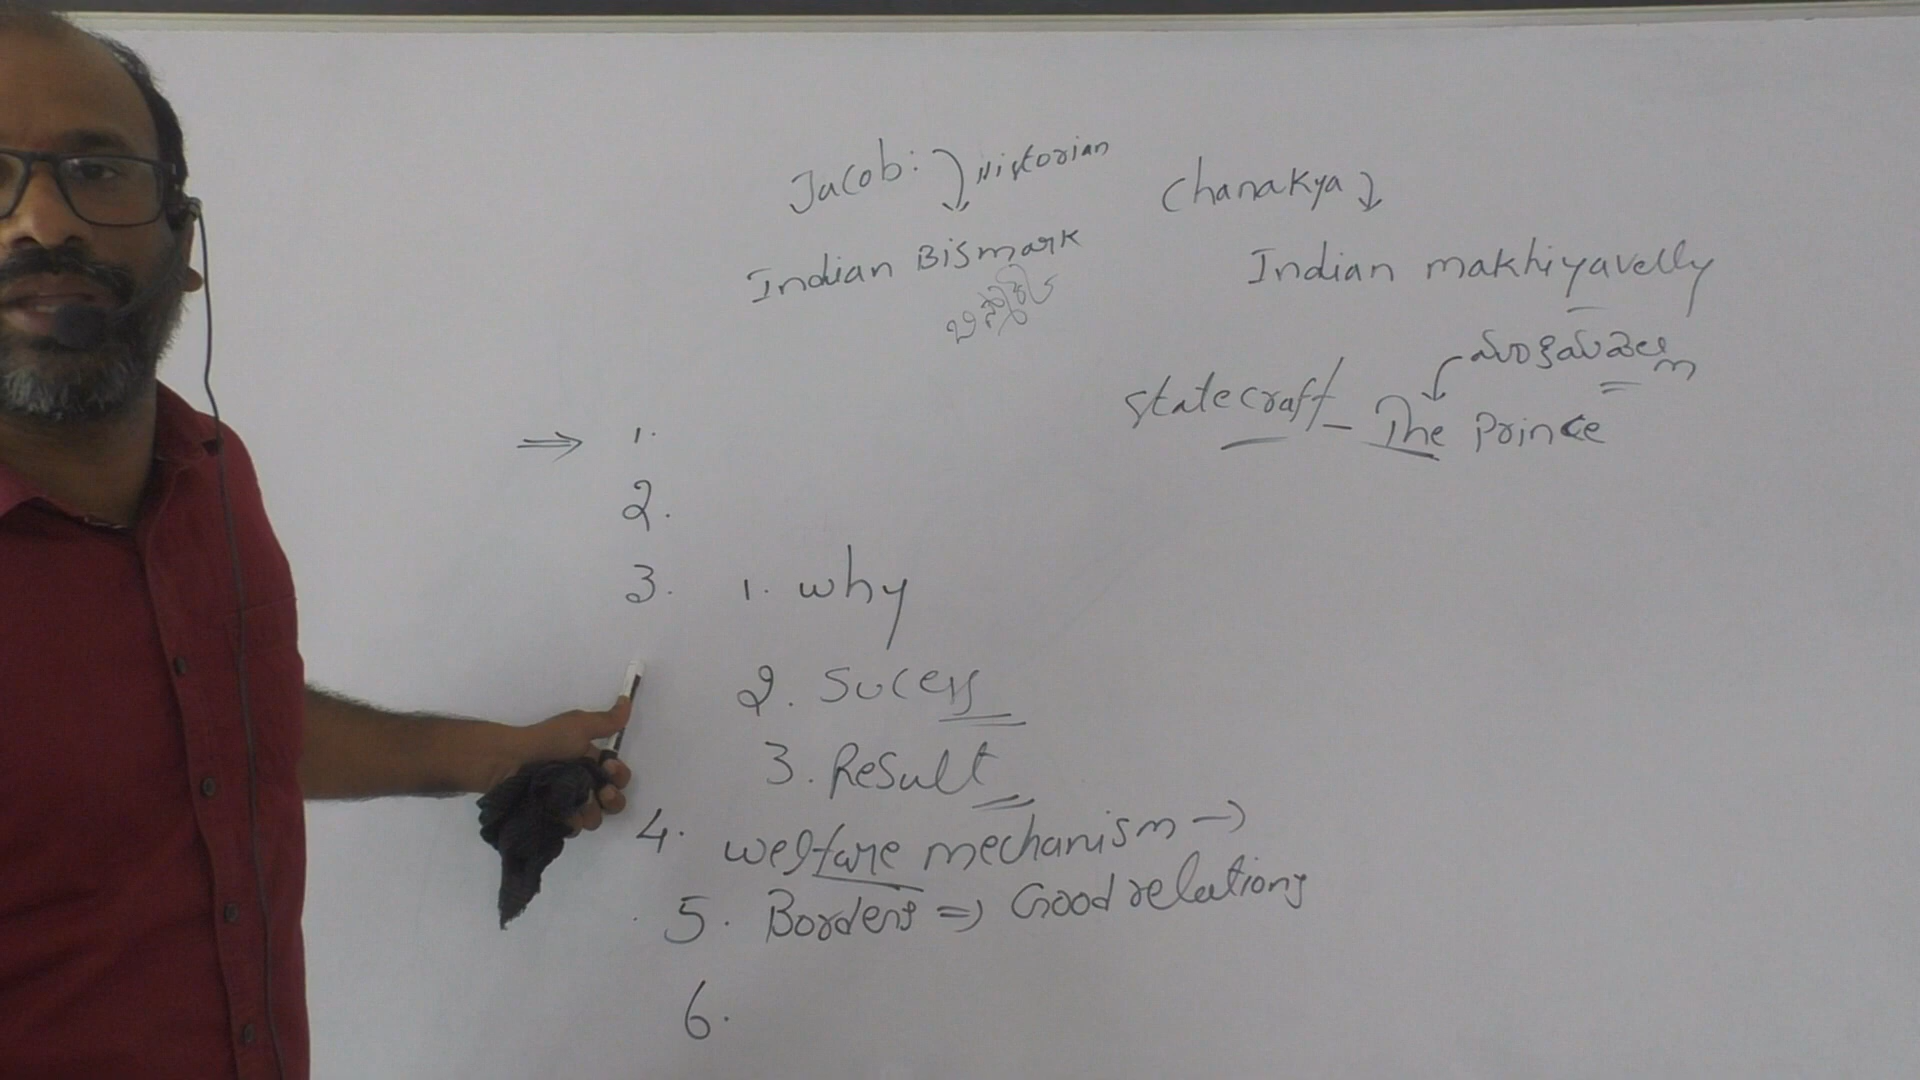 Jacob: Historian
Indian Bismark
Chanakya
Indian makhiyavelly
statecraft - The Prince
⇒ 1.
2.
3. 1. why
2. Sucess
3. Result
4. welfare mechanism →
5. Borders ⇒ Good relations
6.